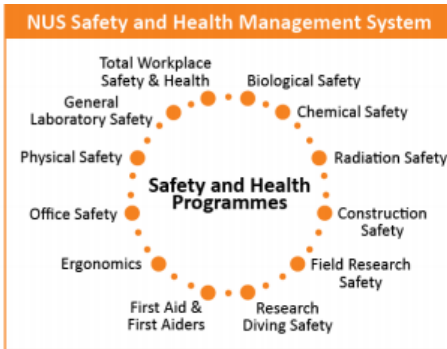 NUS Safety and Health Management System
Total Workplace
Safety & Health
Biological Safety
General
Laboratory Safety
Chemical Safety
Physical Safety
Radiation Safety
Safety and Health
Programmes
Office Safety
Construction
Safety
Ergonomics
Field Research
Safety
First Aid &
First Aiders
Research
Diving Safety